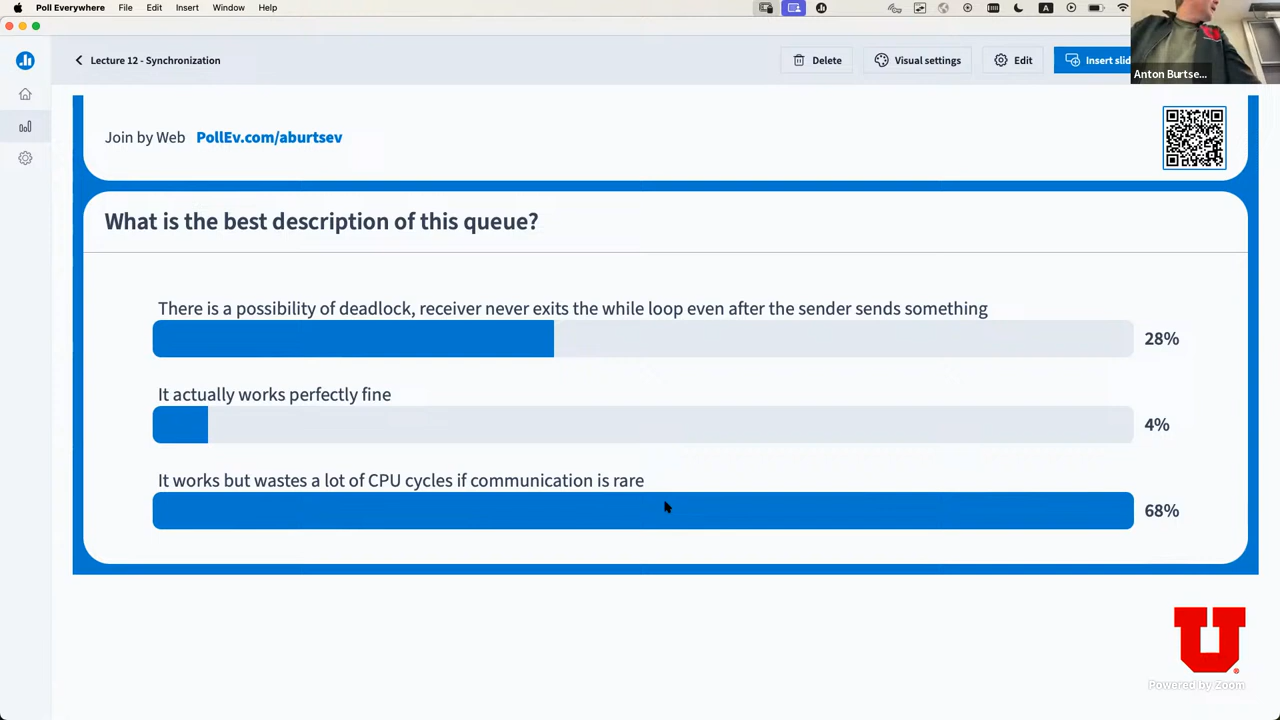 Poll Everywhere File Edit Insert Window Help
A
Lecture 12 - Synchronization
Delete
Visual settings
Edit
Insert slid
Anton Burtse...
Join by Web PollEv.com/aburtsev
What is the best description of this queue?
There is a possibility of deadlock, receiver never exits the while loop even after the sender sends something
28%
It actually works perfectly fine
4%
It works but wastes a lot of CPU cycles if communication is rare
68%
U
Powered by Zoom